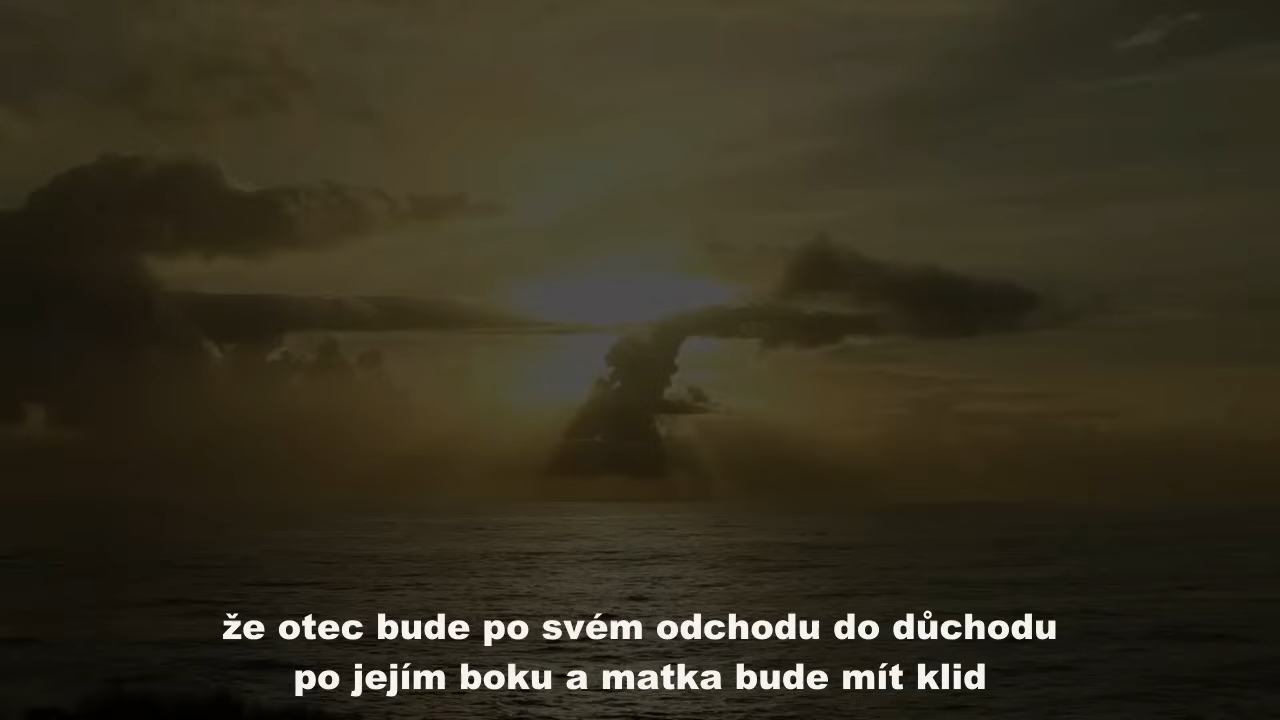 že otec bude po svém odchodu do důchodu
po jejím boku a matka bude mít klid